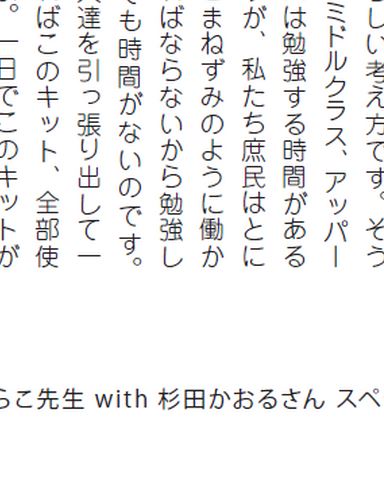 しい考え方です。そう
ミドルクラス、アッパー
は勉強する時間がある
が、私たち庶民はとに
まねずみのように働か
ばならないから勉強し
も時間がないのです。
達を引っ張り出して一
ばこのキット、全部使
。一日でこのキットが
らこ先生 with 杉田かおるさん スペ